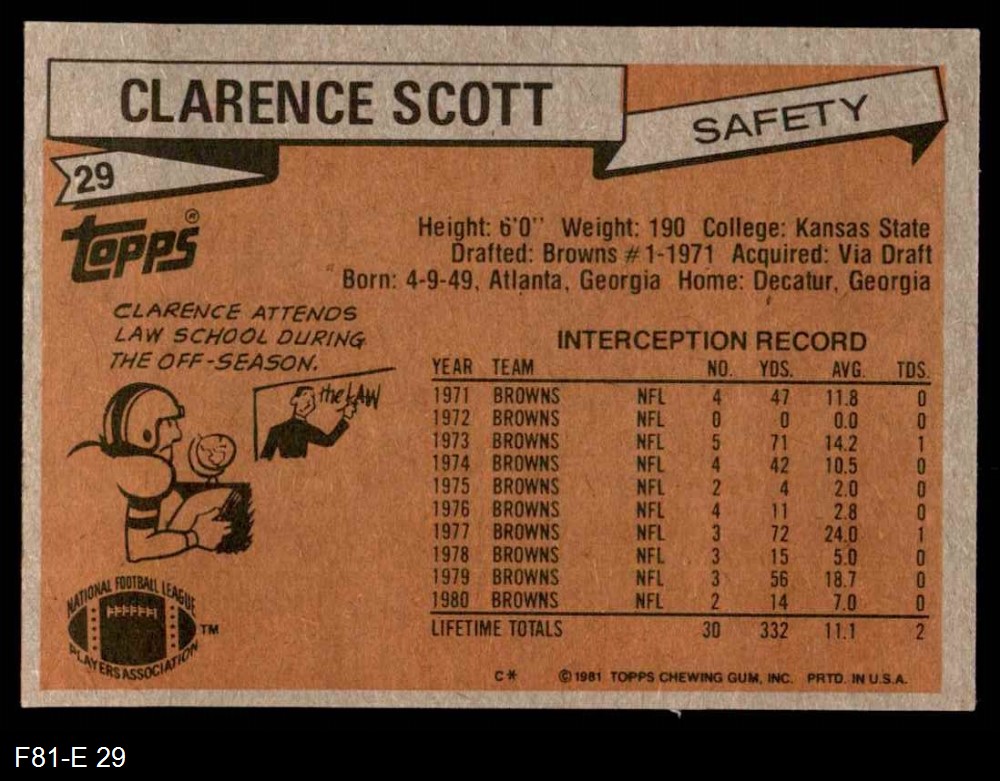 CLARENCE SCOTT
SAFETY
29
Topps®
Height: 6'0" Weight: 190 College: Kansas State
Drafted: Browns #1-1971 Acquired: Via Draft
Born: 4-9-49, Atlanta, Georgia Home: Decatur, Georgia
CLARENCE ATTENDS
LAW SCHOOL DURING
THE OFF-SEASON.
the LAW
INTERCEPTION RECORD
YEAR TEAM NO. YDS. AVG. TDS.
1971 BROWNS NFL 4 47 11.8 0
1972 BROWNS NFL 0 0 0.0 0
1973 BROWNS NFL 5 71 14.2 1
1974 BROWNS NFL 4 42 10.5 0
1975 BROWNS NFL 2 4 2.0 0
1976 BROWNS NFL 4 11 2.8 0
1977 BROWNS NFL 3 72 24.0 1
1978 BROWNS NFL 3 15 5.0 0
1979 BROWNS NFL 3 56 18.7 0
1980 BROWNS NFL 2 14 7.0 0
LIFETIME TOTALS 30 332 11.1 2
NATIONAL FOOTBALL LEAGUE
PLAYERS ASSOCIATION
TM
C* ©1981 TOPPS CHEWING GUM, INC. PRTD. IN U.S.A.
F81-E 29